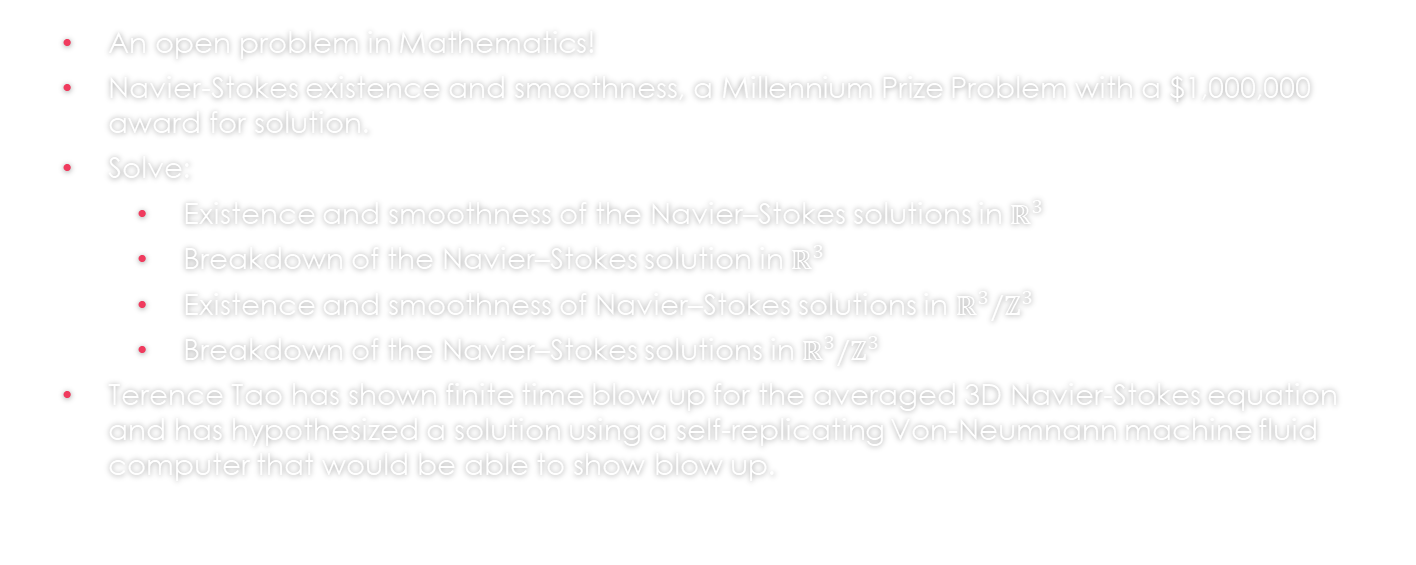 • An open problem in Mathematics!
• Navier-Stokes existence and smoothness, a Millennium Prize Problem with a $1,000,000
award for solution.
• Solve:
• Existence and smoothness of the Navier–Stokes solutions in ℝ³
• Breakdown of the Navier–Stokes solution in ℝ³
• Existence and smoothness of Navier–Stokes solutions in ℝ³/ℤ³
• Breakdown of the Navier–Stokes solutions in ℝ³/ℤ³
• Terence Tao has shown finite time blow up for the averaged 3D Navier-Stokes equation
and has hypothesized a solution using a self-replicating Von-Neumnann machine fluid
computer that would be able to show blow up.